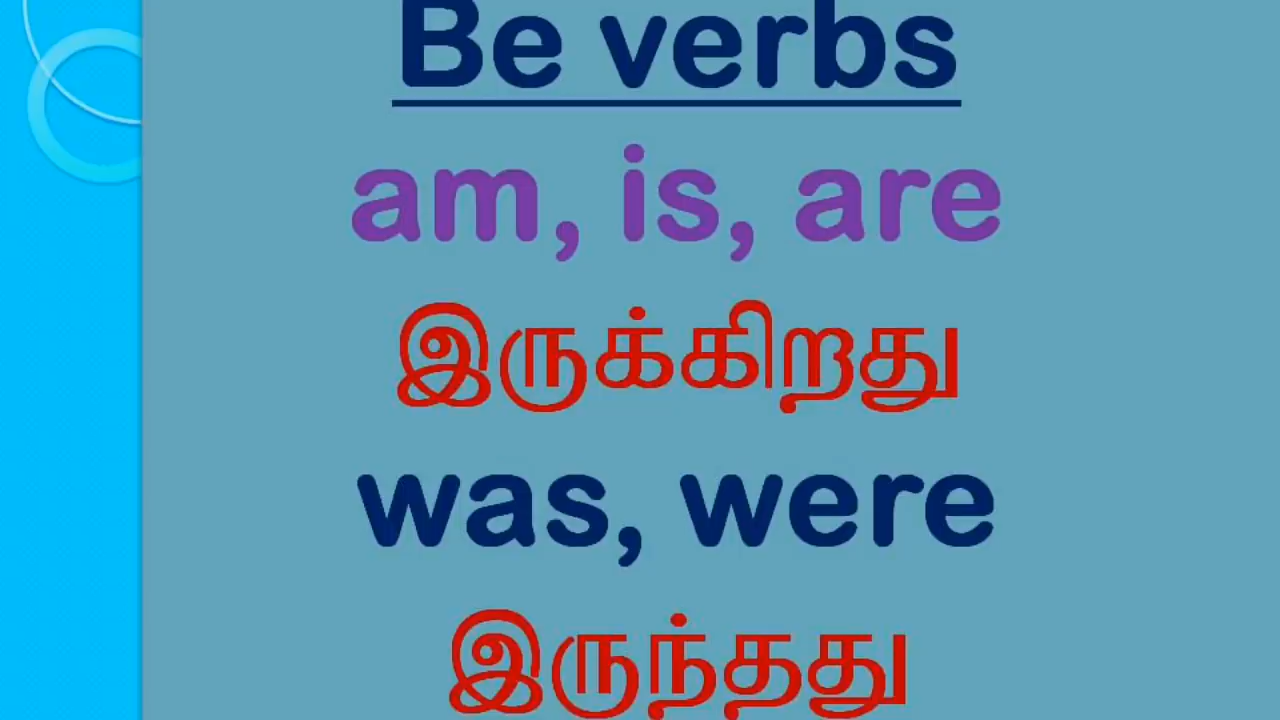 Be verbs
am, is, are
இருக்கிறது
was, were
இருந்தது